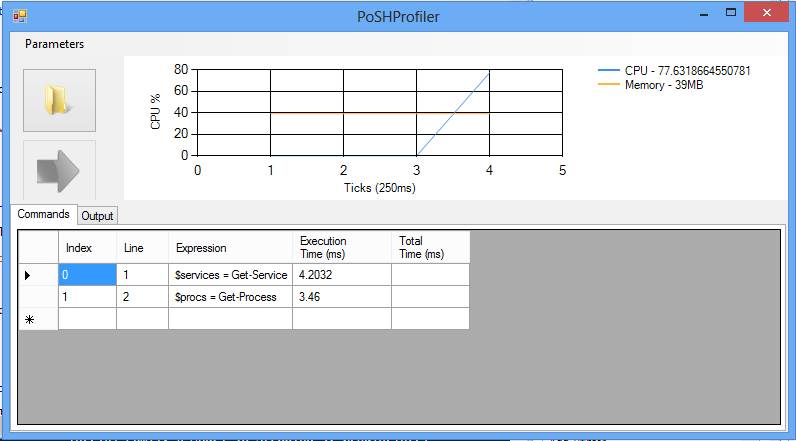 PoSHProfiler
Parameters
80
60
40
20
0
CPU %
0 1 2 3 4 5
Ticks (250ms)
CPU - 77.6318664550781
Memory - 39MB
Commands Output
Index Line Expression Execution Time (ms) Total Time (ms)
0 1 $services = Get-Service 4.2032
1 2 $procs = Get-Process 3.46